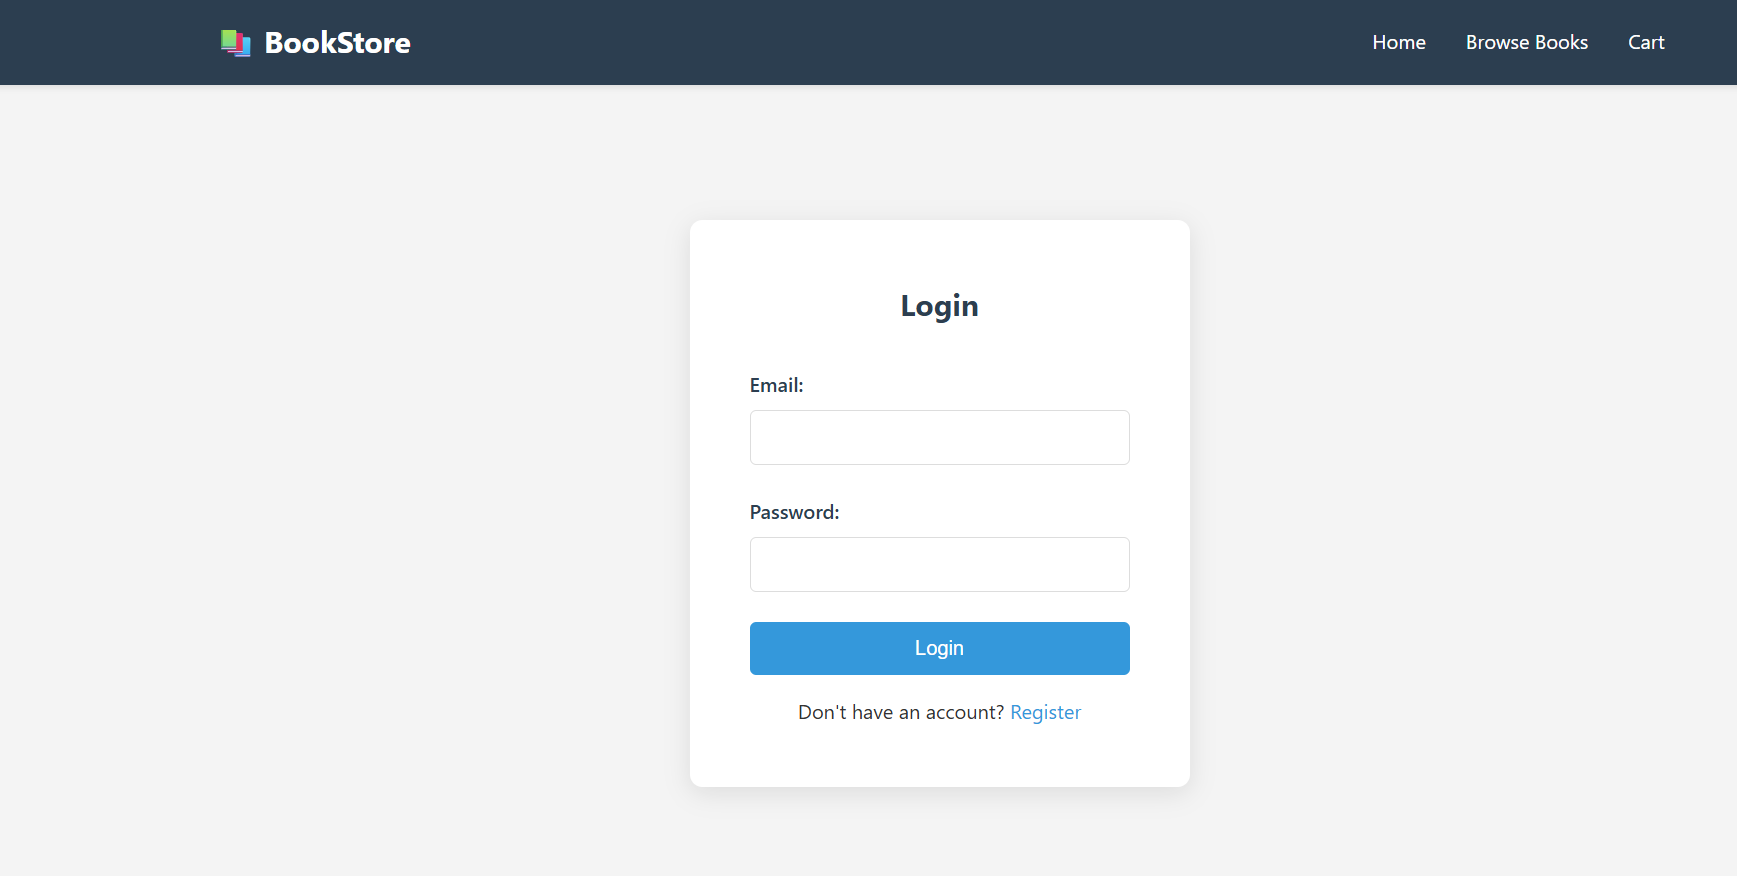 BookStore
Home Browse Books Cart
Login
Email:
Password:
Login
Don't have an account? Register